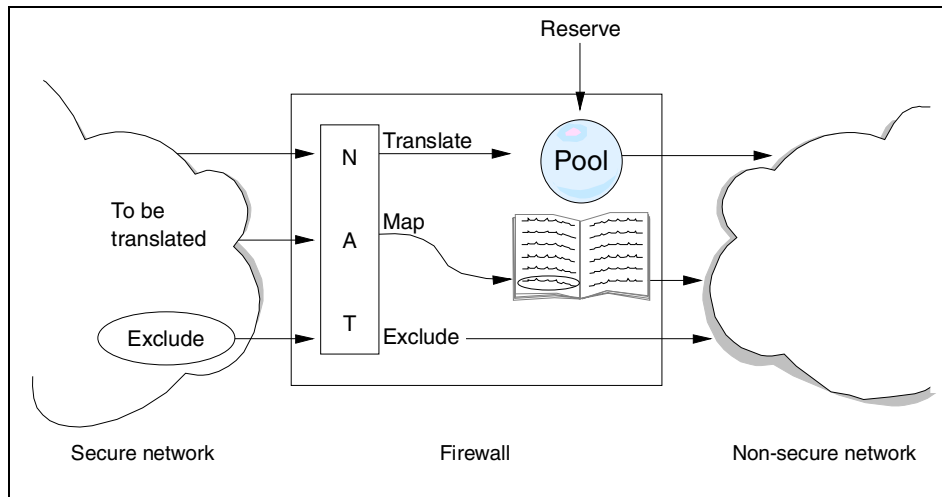 Reserve
N
Translate
Pool
To be
translated
A
Map
Exclude
T
Exclude
Secure network
Firewall
Non-secure network